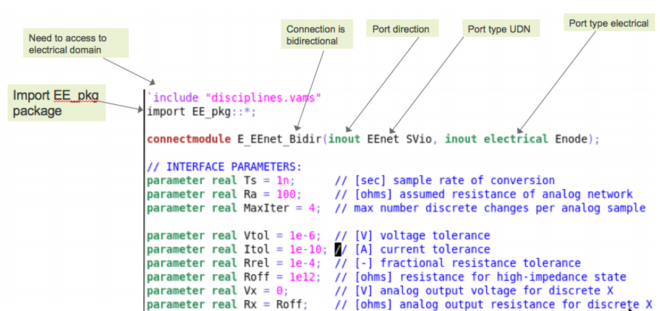 Need to access to
electrical domain
Connection is
bidirectional
Port direction
Port type UDN
Port type electrical
Import EE_pkg
package
`include "disciplines.vams"
import EE_pkg::*;
connectmodule E_EEnet_Bidir(inout EEnet SVio, inout electrical Enode);
// INTERFACE PARAMETERS:
parameter real Ts = 1n; // [sec] sample rate of conversion
parameter real Ra = 100; // [ohms] assumed resistance of analog network
parameter real MaxIter = 4; // max number discrete changes per analog sample
parameter real Vtol = 1e-6; // [V] voltage tolerance
parameter real Itol = 1e-10; // [A] current tolerance
parameter real Rrel = 1e-4; // [-] fractional resistance tolerance
parameter real Roff = 1e12; // [ohms] resistance for high-impedance state
parameter real Vx = 0; // [V] analog output voltage for discrete X
parameter real Rx = Roff; // [ohms] analog output resistance for discrete X